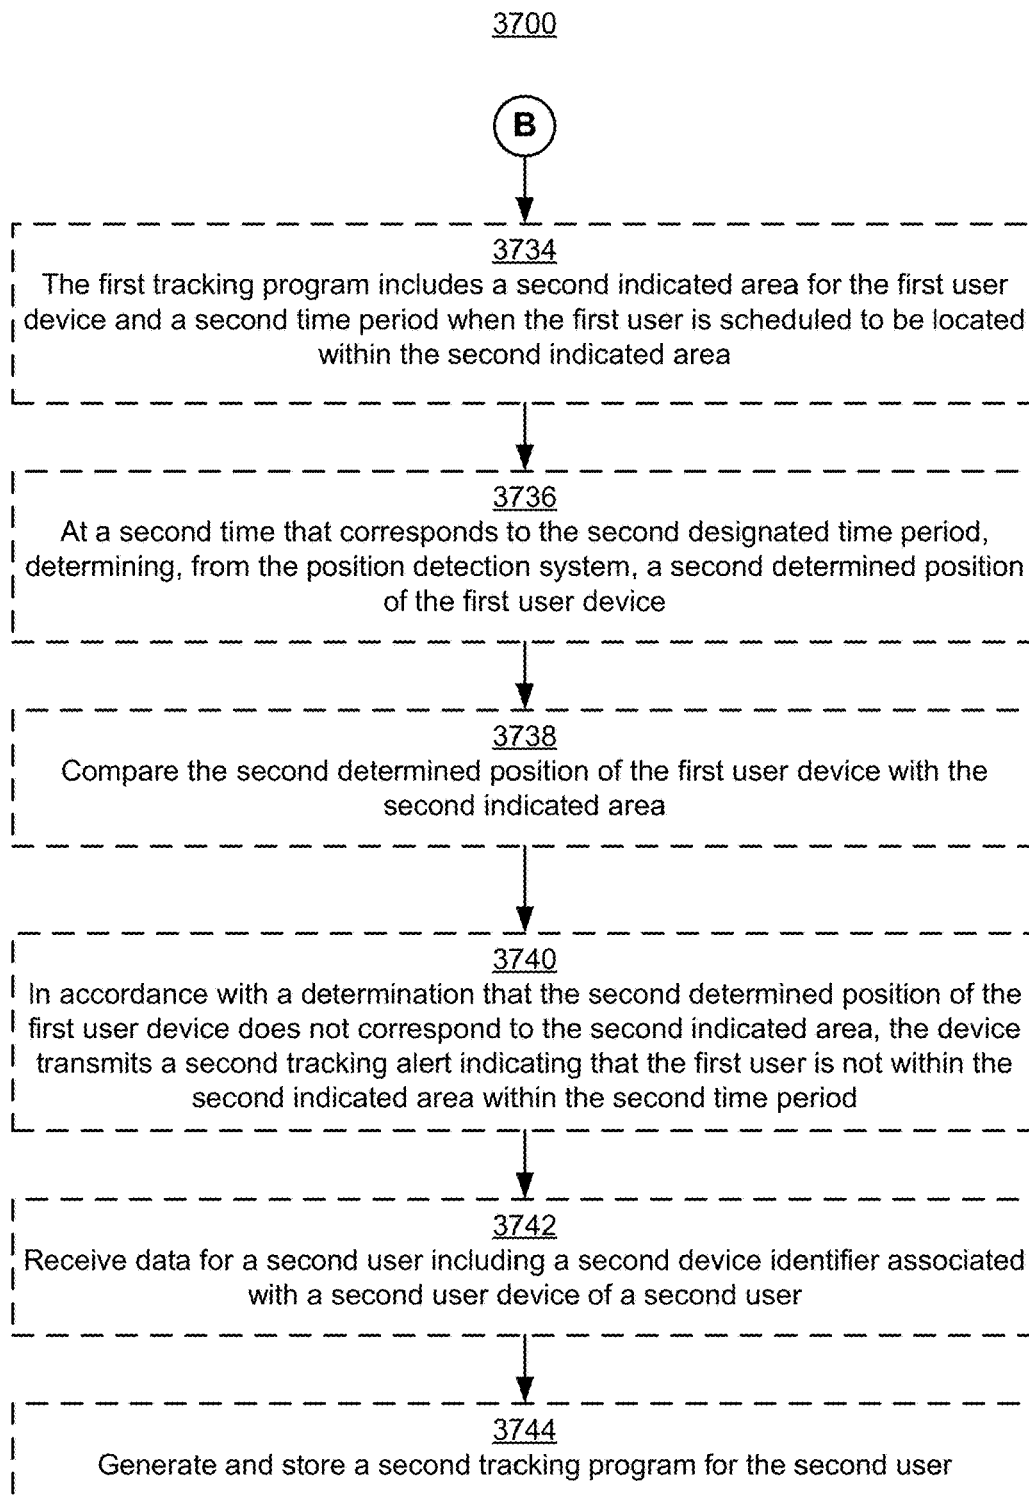 3700
B
3734
The first tracking program includes a second indicated area for the first user
device and a second time period when the first user is scheduled to be located
within the second indicated area
3736
At a second time that corresponds to the second designated time period,
determining, from the position detection system, a second determined position
of the first user device
3738
Compare the second determined position of the first user device with the
second indicated area
3740
In accordance with a determination that the second determined position of the
first user device does not correspond to the second indicated area, the device
transmits a second tracking alert indicating that the first user is not within the
second indicated area within the second time period
3742
Receive data for a second user including a second device identifier associated
with a second user device of a second user
3744
Generate and store a second tracking program for the second user